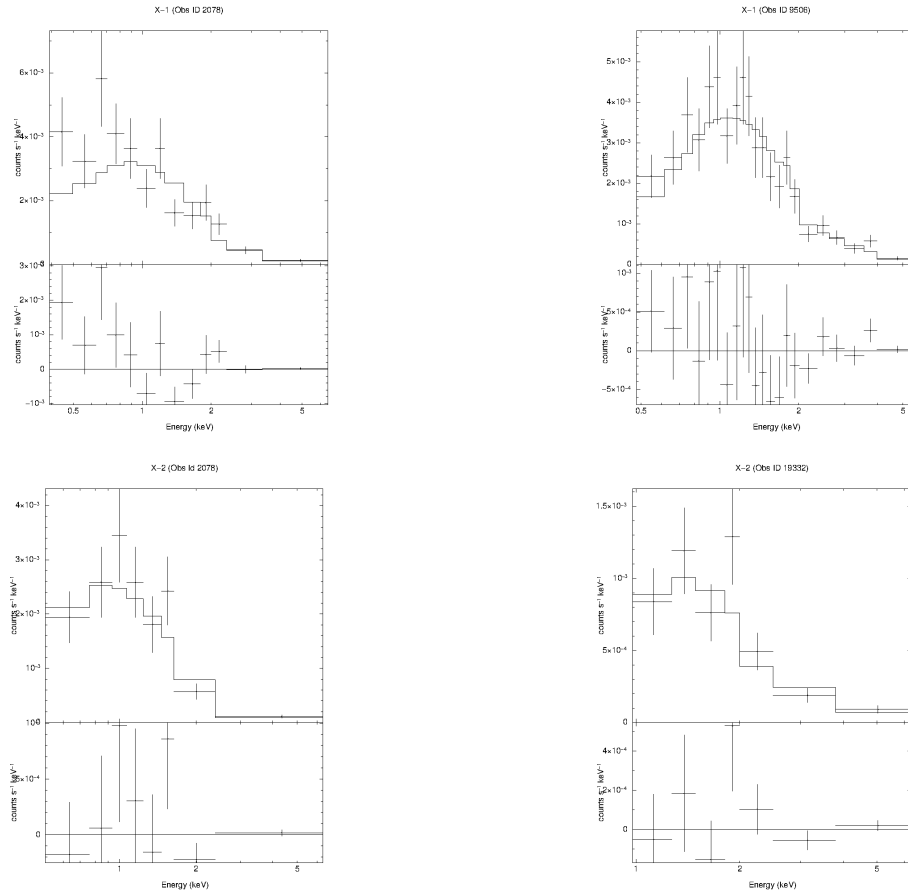 X−1 (Obs ID 2078)
6×10⁻³
4×10⁻³
2×10⁻³
0
counts s⁻¹ keV⁻¹
3×10⁻³
2×10⁻³
10⁻³
0
−10⁻³
counts s⁻¹ keV⁻¹
0.5 1 2 5
Energy (keV)
X−1 (Obs ID 9506)
5×10⁻³
4×10⁻³
3×10⁻³
2×10⁻³
10⁻³
0
counts s⁻¹ keV⁻¹
10⁻³
5×10⁻⁴
0
−5×10⁻⁴
counts s⁻¹ keV⁻¹
0.5 1 2 5
Energy (keV)
X−2 (Obs Id 2078)
4×10⁻³
3×10⁻³
2×10⁻³
10⁻³
0
counts s⁻¹ keV⁻¹
10⁻³
5×10⁻⁴
0
counts s⁻¹ keV⁻¹
1 2 5
Energy (keV)
X−2 (Obs ID 19332)
1.5×10⁻³
10⁻³
5×10⁻⁴
0
counts s⁻¹ keV⁻¹
4×10⁻⁴
2×10⁻⁴
0
counts s⁻¹ keV⁻¹
1 2 5
Energy (keV)